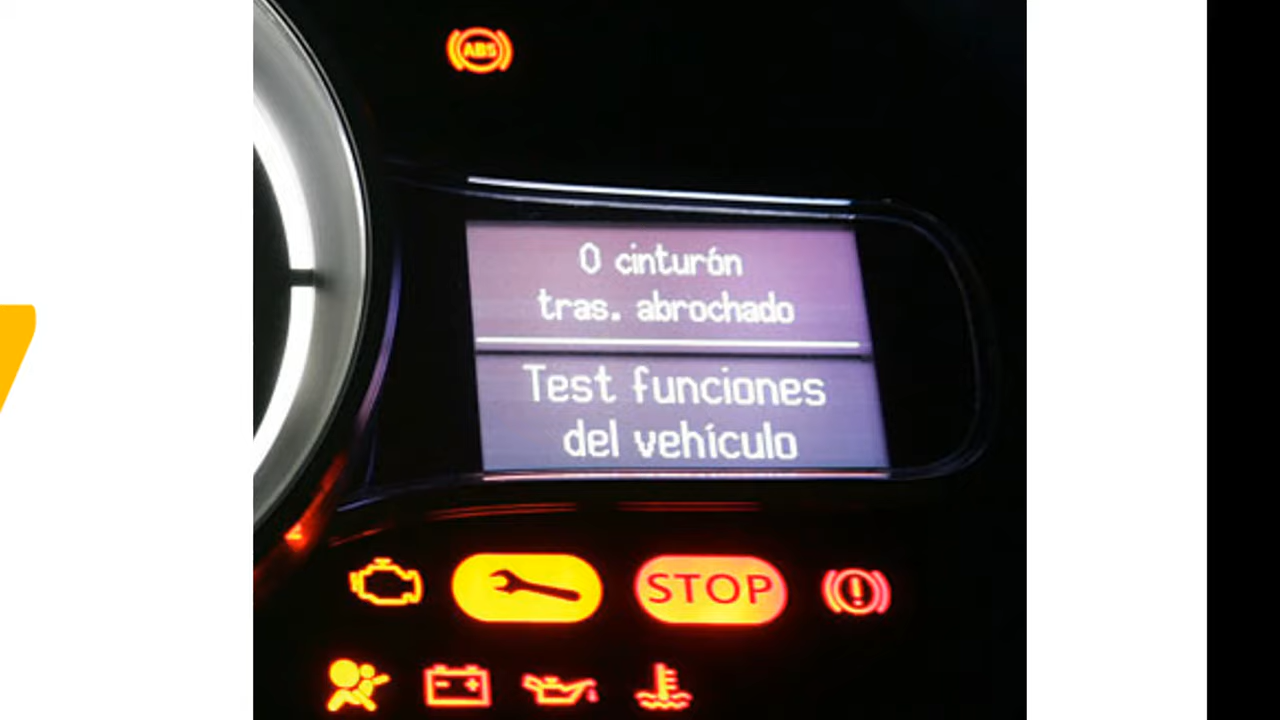 ABS
0 cinturón
tras. abrochado
Test funciones
del vehículo
STOP